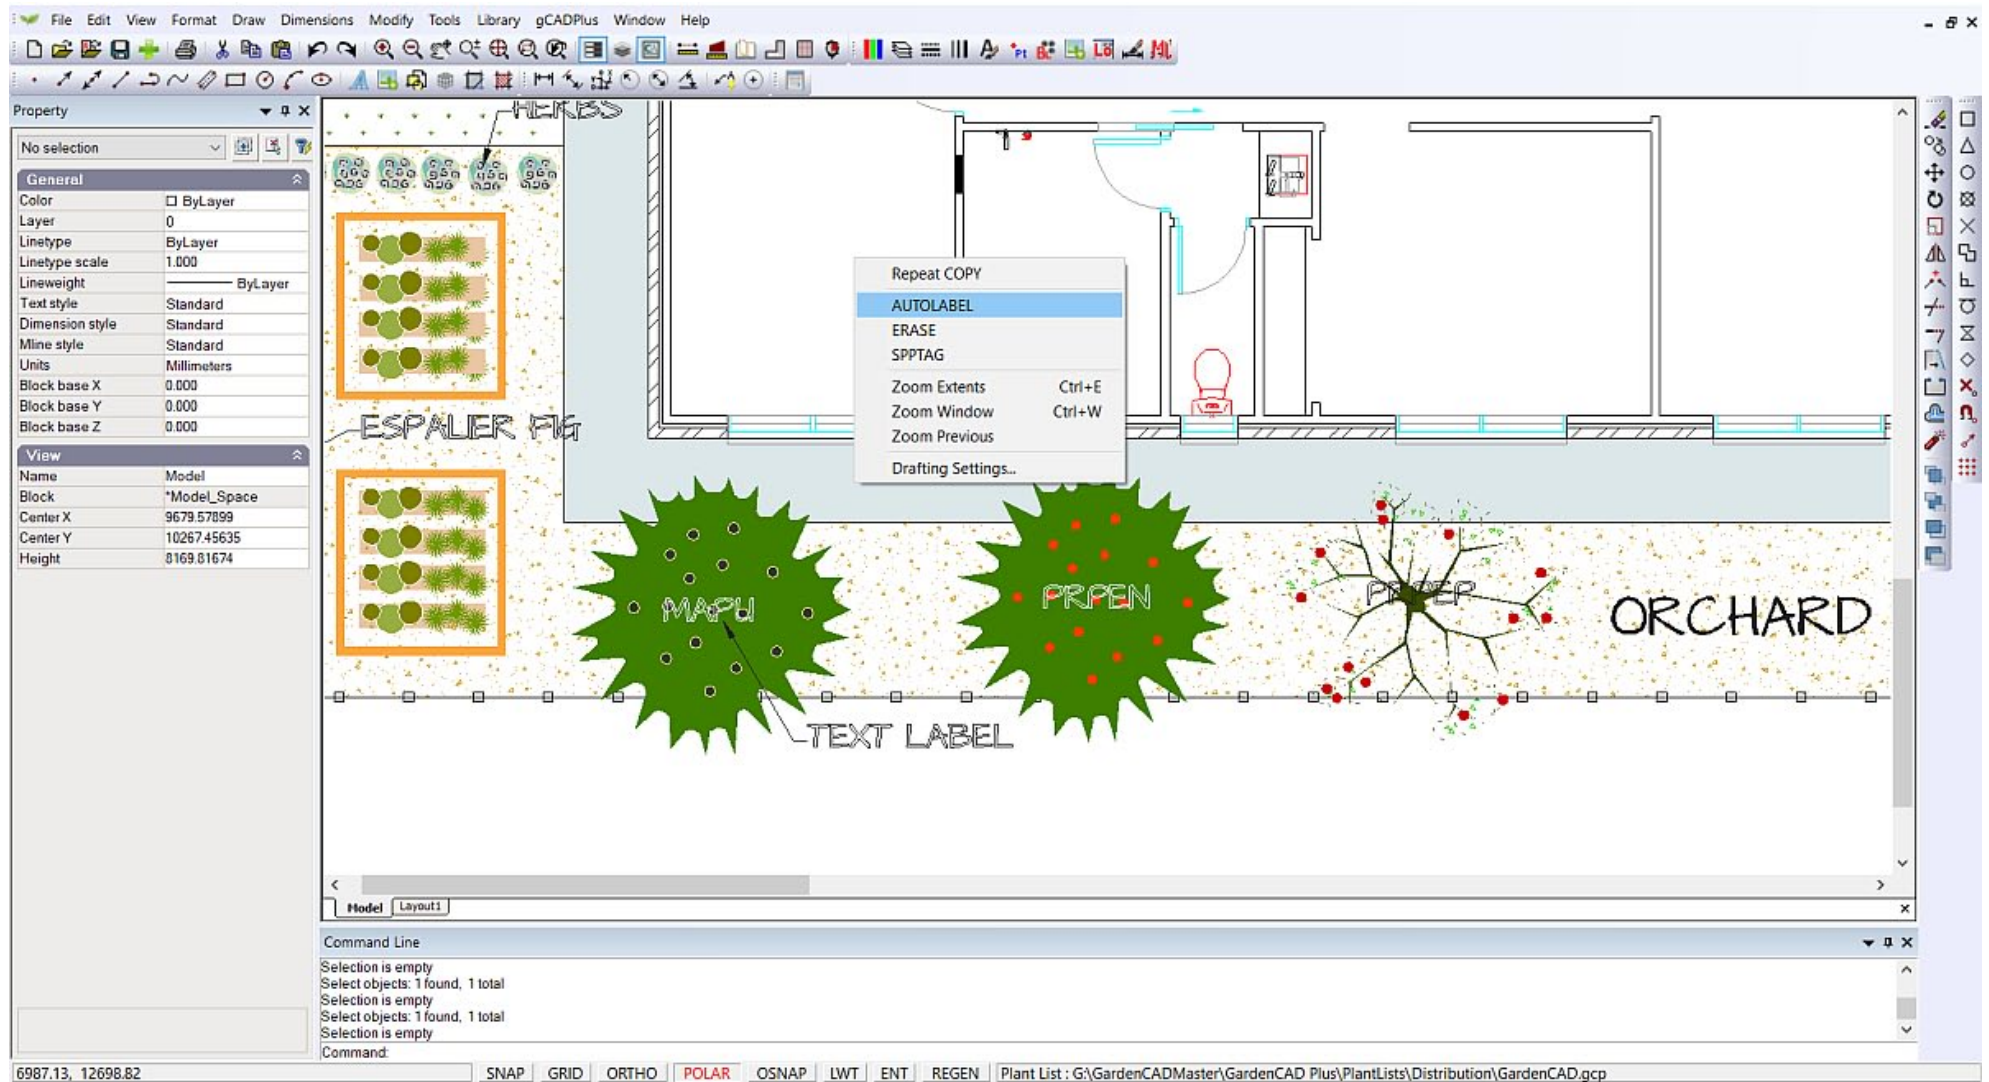 File Edit View Format Draw Dimensions Modify Tools Library gCADPlus Window Help
Property
No selection
General
Color ByLayer
Layer 0
Linetype ByLayer
Linetype scale 1.000
Lineweight ByLayer
Text style Standard
Dimension style Standard
Mline style Standard
Units Millimeters
Block base X 0.000
Block base Y 0.000
Block base Z 0.000
View
Name Model
Block *Model_Space
Center X 9679.57899
Center Y 10267.45635
Height 8169.81674
HERBS
ESPALIER FIG
Repeat COPY
AUTOLABEL
ERASE
SPPTAG
Zoom Extents Ctrl+E
Zoom Window Ctrl+W
Zoom Previous
Drafting Settings...
MAPU
PRPEN
ORCHARD
TEXT LABEL
Model Layout1
Command Line
Selection is empty
Select objects: 1 found, 1 total
Selection is empty
Select objects: 1 found, 1 total
Selection is empty
Command:
6987.13, 12698.82 SNAP GRID ORTHO POLAR OSNAP LWT ENT REGEN Plant List : G:\GardenCADMaster\GardenCAD Plus\PlantLists\Distribution\GardenCAD.gcp